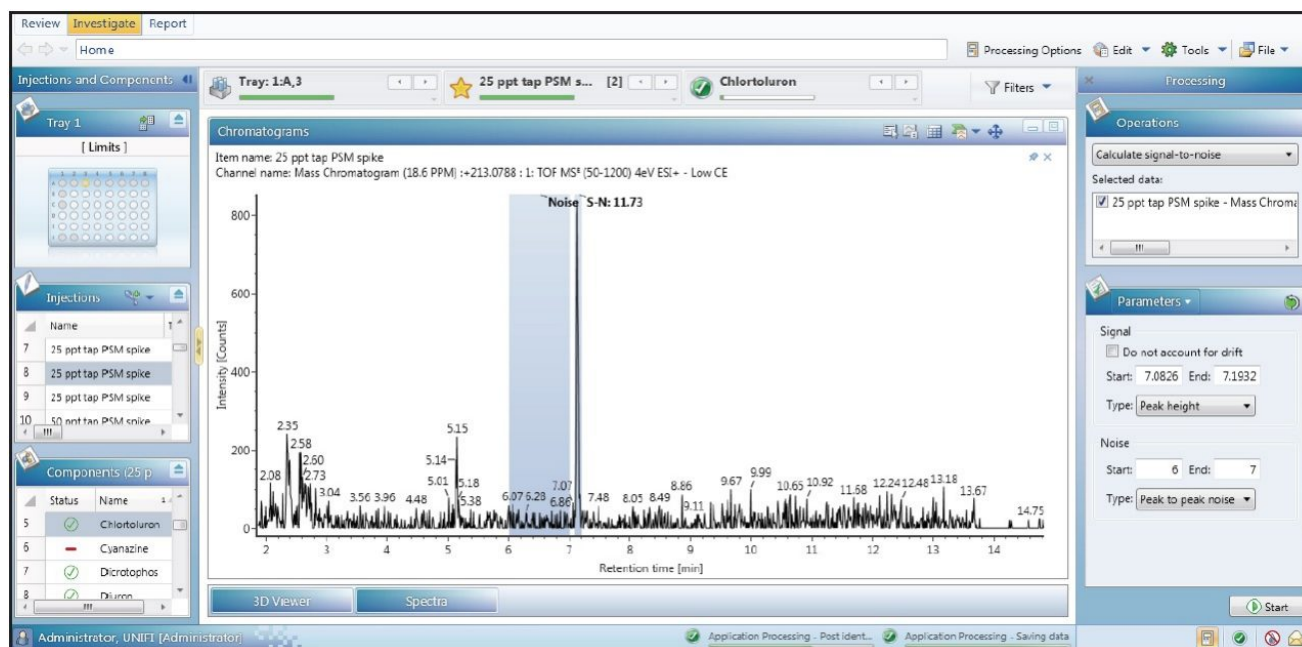 Review Investigate Report
Home
Processing Options Edit Tools File
Injections and Components
Tray: 1:A,3
25 ppt tap PSM s... [2]
Chlortoluron
Filters
Processing
Tray 1
[ Limits ]
Chromatograms
Item name: 25 ppt tap PSM spike
Channel name: Mass Chromatogram (18.6 PPM) :+213.0788 : 1: TOF MSᴱ (50-1200) 4eV ESI+ - Low CE
Noise S-N: 11.73
Intensity [Counts]
800
600
400
200
0
2.08
2.35
2.58
2.60
2.73
3.04
3.56
3.96
4.48
5.01
5.14
5.15
5.18
5.38
6.07
6.28
6.86
7.07
7.48
8.05
8.49
8.86
9.11
9.67
9.99
10.65
10.92
11.58
12.24
12.48
13.18
13.67
14.75
2 3 4 5 6 7 8 9 10 11 12 13 14
Retention time [min]
3D Viewer Spectra
Injections
Name
7 25 ppt tap PSM spike
8 25 ppt tap PSM spike
9 25 ppt tap PSM spike
10 50 ppt tap PSM spike
Components (25 p
Status Name
5 Chlortoluron
6 Cyanazine
7 Dicrotophos
8 Diuron
Operations
Calculate signal-to-noise
Selected data:
25 ppt tap PSM spike - Mass Chroma
Parameters
Signal
Do not account for drift
Start: 7.0826 End: 7.1932
Type: Peak height
Noise
Start: 6 End: 7
Type: Peak to peak noise
Start
Administrator, UNIFI [Administrator]
Application Processing - Post ident...
Application Processing - Saving data